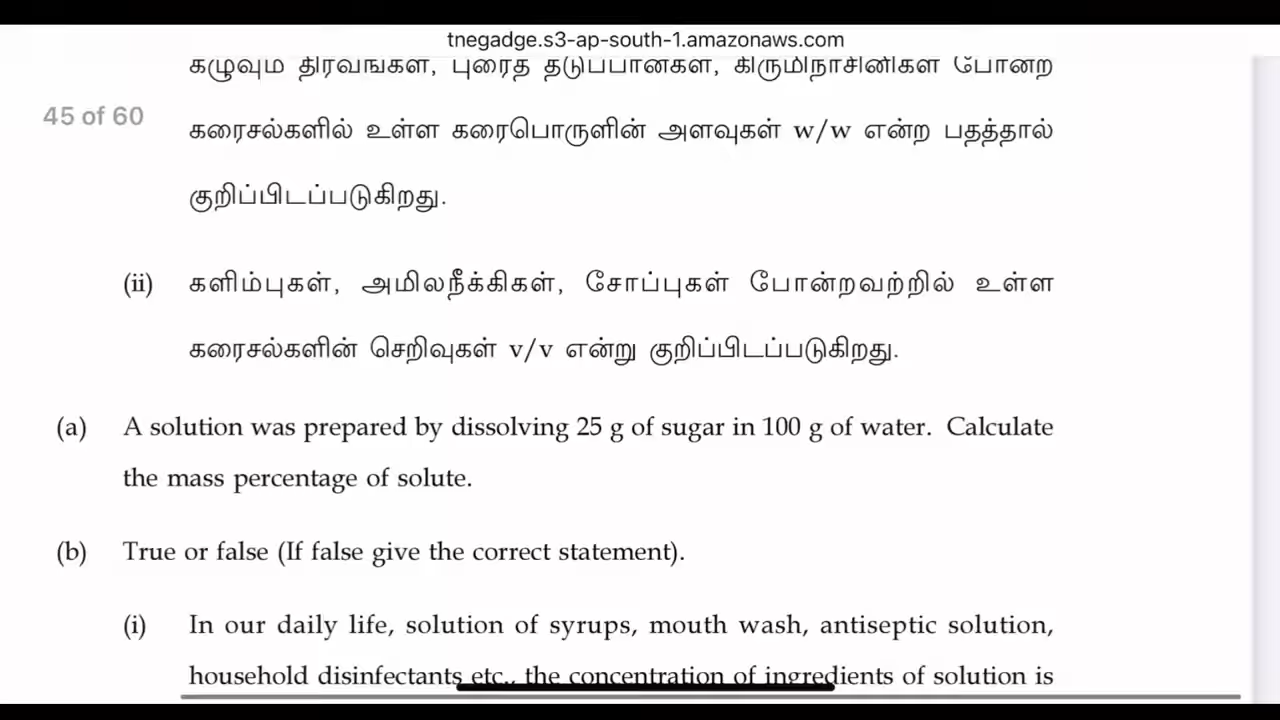 tnegadge.s3-ap-south-1.amazonaws.com
கழுவும் திரவங்கள், புரைத் தடுப்பான்கள், கிருமிநாசினிகள் போன்ற
45 of 60
கரைசல்களில் உள்ள கரைபொருளின் அளவுகள் w/w என்ற பதத்தால்
குறிப்பிடப்படுகிறது.
(ii) களிம்புகள், அமிலநீக்கிகள், சோப்புகள் போன்றவற்றில் உள்ள
கரைசல்களின் செறிவுகள் v/v என்று குறிப்பிடப்படுகிறது.
(a) A solution was prepared by dissolving 25 g of sugar in 100 g of water. Calculate
the mass percentage of solute.
(b) True or false (If false give the correct statement).
(i) In our daily life, solution of syrups, mouth wash, antiseptic solution,
household disinfectants etc., the concentration of ingredients of solution is